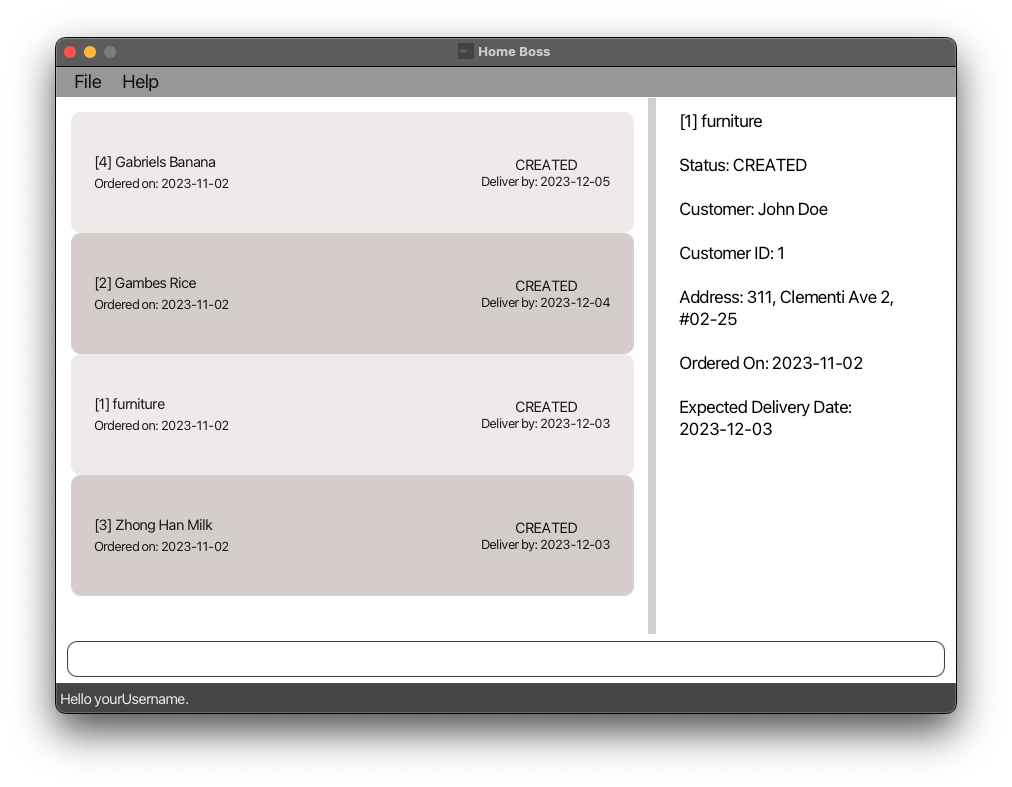 Home Boss
File Help
[4] Gabriels Banana
Ordered on: 2023-11-02
CREATED
Deliver by: 2023-12-05
[2] Gambes Rice
Ordered on: 2023-11-02
CREATED
Deliver by: 2023-12-04
[1] furniture
Ordered on: 2023-11-02
CREATED
Deliver by: 2023-12-03
[3] Zhong Han Milk
Ordered on: 2023-11-02
CREATED
Deliver by: 2023-12-03
[1] furniture
Status: CREATED
Customer: John Doe
Customer ID: 1
Address: 311, Clementi Ave 2,
#02-25
Ordered On: 2023-11-02
Expected Delivery Date:
2023-12-03
Hello yourUsername.